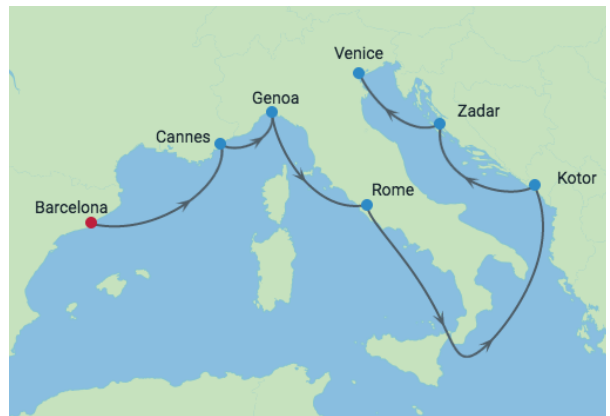 Venice
Genoa
Zadar
Cannes
Kotor
Rome
Barcelona